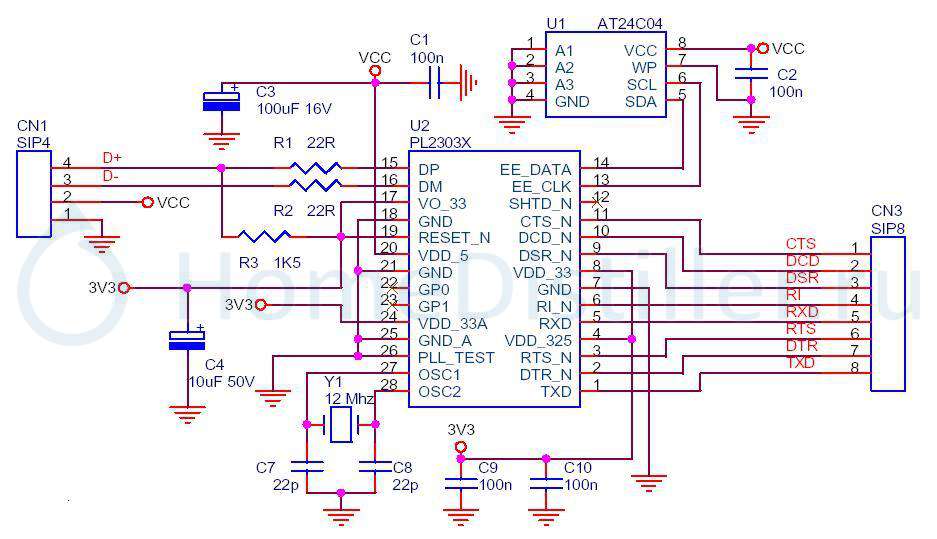 U1 AT24C04
1 A1 VCC 8 VCC
2 A2 WP 7
3 A3 SCL 6
4 GND SDA 5
C2
100n
VCC
C1
100n
C3
100uF 16V
U2
PL2303X
CN1
SIP4
4 D+
3 D-
2 VCC
1
R1 22R
R2 22R
R3 1K5
3V3
3V3
C4
10uF 50V
15 DP EE_DATA 14
16 DM EE_CLK 13
17 VO_33 SHTD_N 12
18 GND CTS_N 11
19 RESET_N DCD_N 10
20 VDD_5 DSR_N 9
21 GND VDD_33 8
22 GP0 GND 7
23 GP1 RI_N 6
24 VDD_33A RXD 5
25 GND_A VDD_325 4
26 PLL_TEST RTS_N 3
27 OSC1 DTR_N 2
28 OSC2 TXD 1
CN3
SIP8
CTS 1
DCD 2
DSR 3
RI 4
RXD 5
RTS 6
DTR 7
TXD 8
Y1
12 Mhz
C7
22p
C8
22p
3V3
C9
100n
C10
100n
HomeDistiller.ru